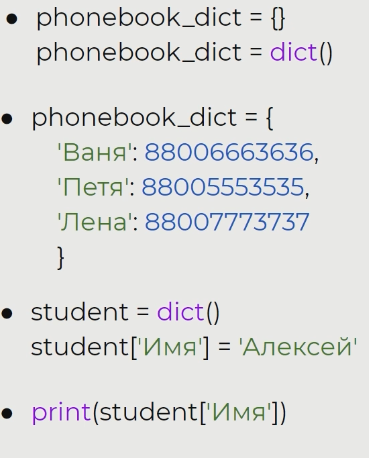 ● phonebook_dict = {}
phonebook_dict = dict()
● phonebook_dict = {
'Ваня': 88006663636,
'Петя': 88005553535,
'Лена': 88007773737
}
● student = dict()
student['Имя'] = 'Алексей'
● print(student['Имя'])